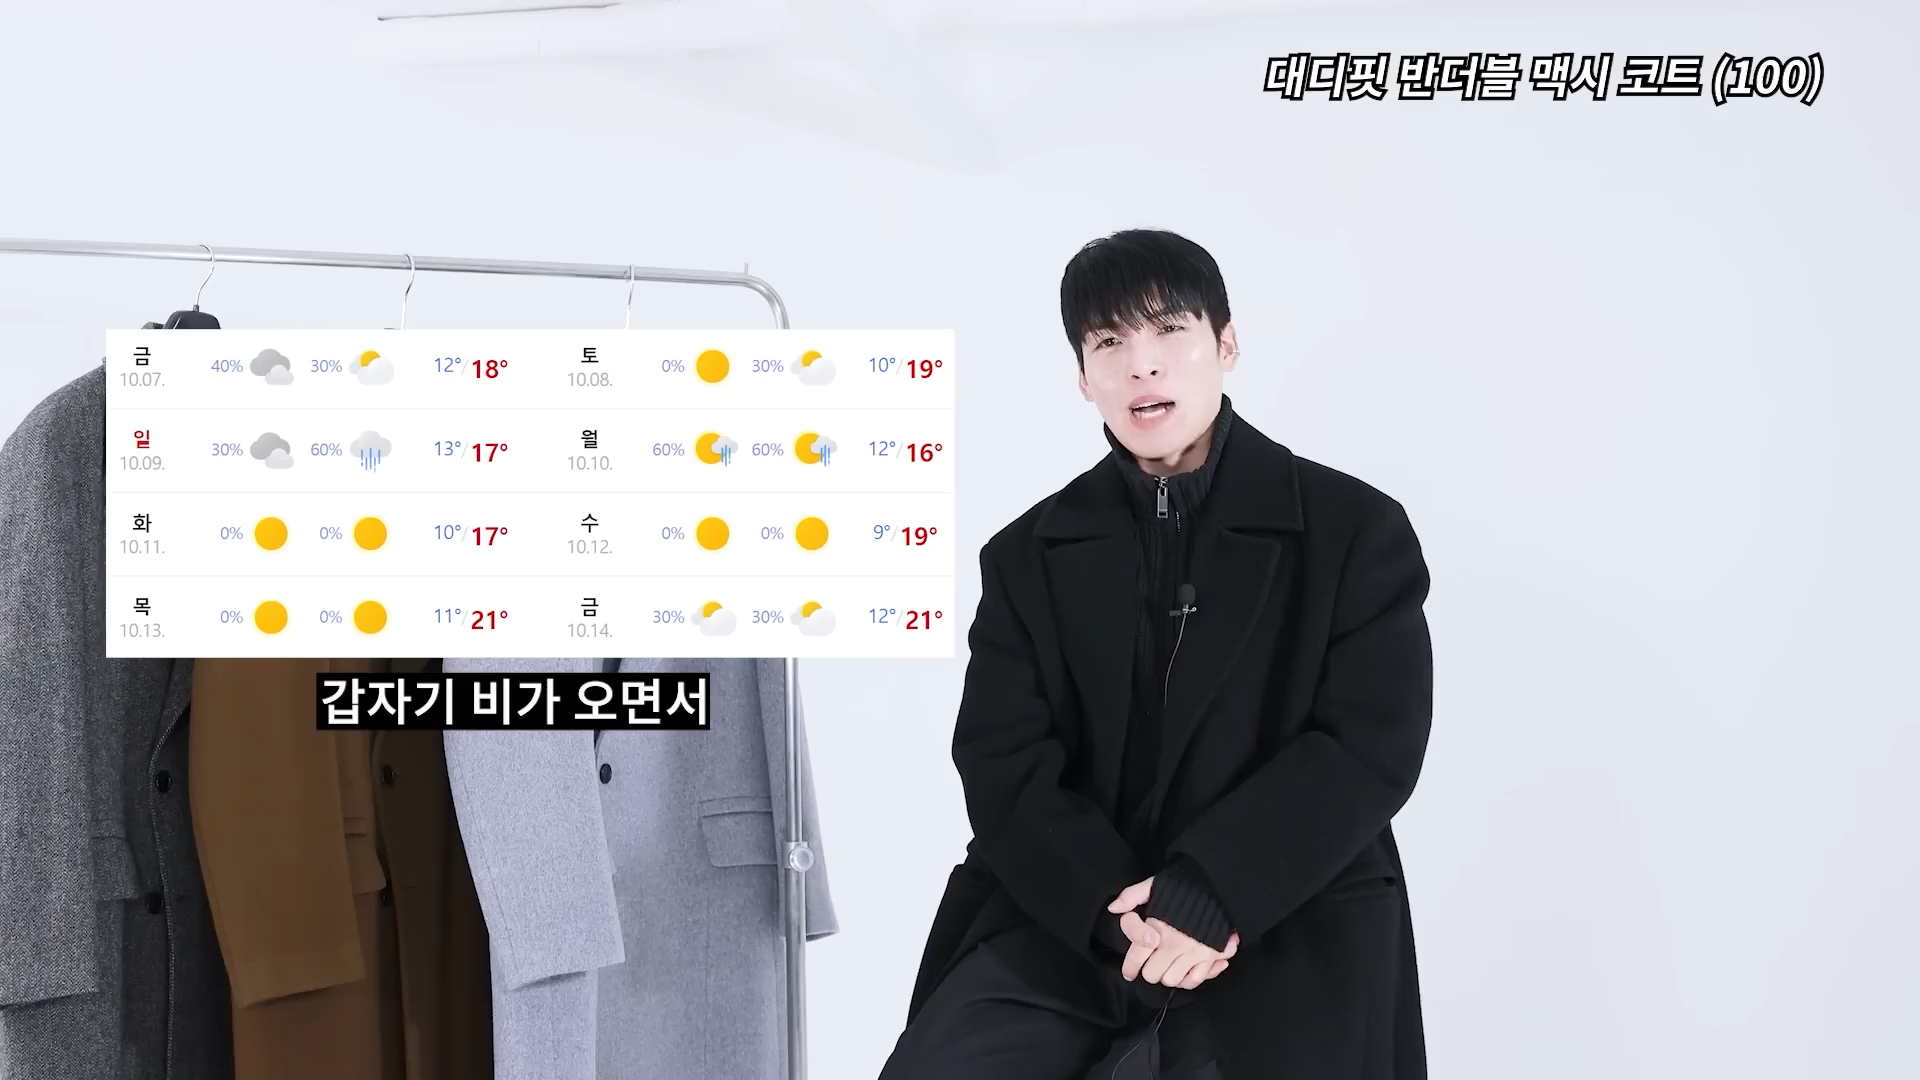 대디핏 반더블 맥시 코트 (100)
금 40% 30% 12°/18° 토 0% 30% 10°/19°
10.07. 10.08.
일 30% 60% 13°/17° 월 60% 60% 12°/16°
10.09. 10.10.
화 0% 0% 10°/17° 수 0% 0% 9°/19°
10.11. 10.12.
목 0% 0% 11°/21° 금 30% 30% 12°/21°
10.13. 10.14.
갑자기 비가 오면서